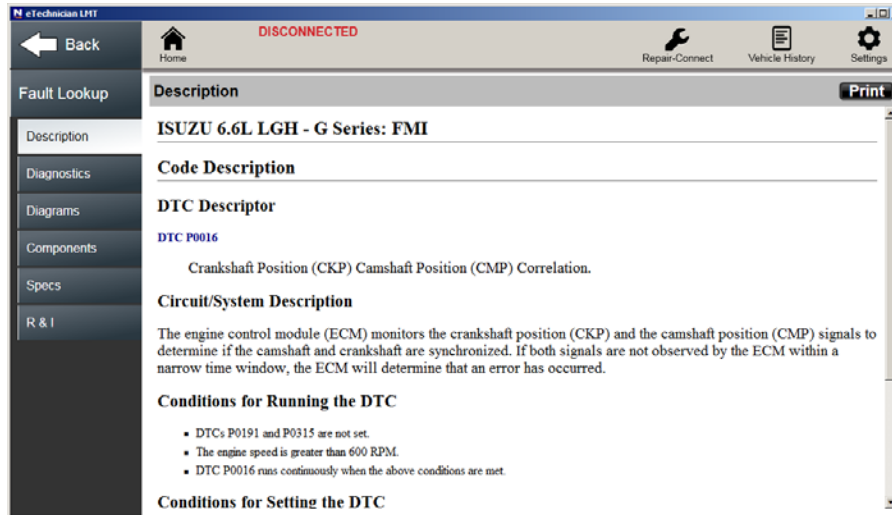 eTechnician LMT
Back
Home
DISCONNECTED
Repair-Connect
Vehicle History
Settings
Fault Lookup
Description
Print
Description
Diagnostics
Diagrams
Components
Specs
R & I
ISUZU 6.6L LGH - G Series: FMI
Code Description
DTC Descriptor
DTC P0016
Crankshaft Position (CKP) Camshaft Position (CMP) Correlation.
Circuit/System Description
The engine control module (ECM) monitors the crankshaft position (CKP) and the camshaft position (CMP) signals to
determine if the camshaft and crankshaft are synchronized. If both signals are not observed by the ECM within a
narrow time window, the ECM will determine that an error has occurred.
Conditions for Running the DTC
▪ DTCs P0191 and P0315 are not set.
▪ The engine speed is greater than 600 RPM.
▪ DTC P0016 runs continuously when the above conditions are met.
Conditions for Setting the DTC